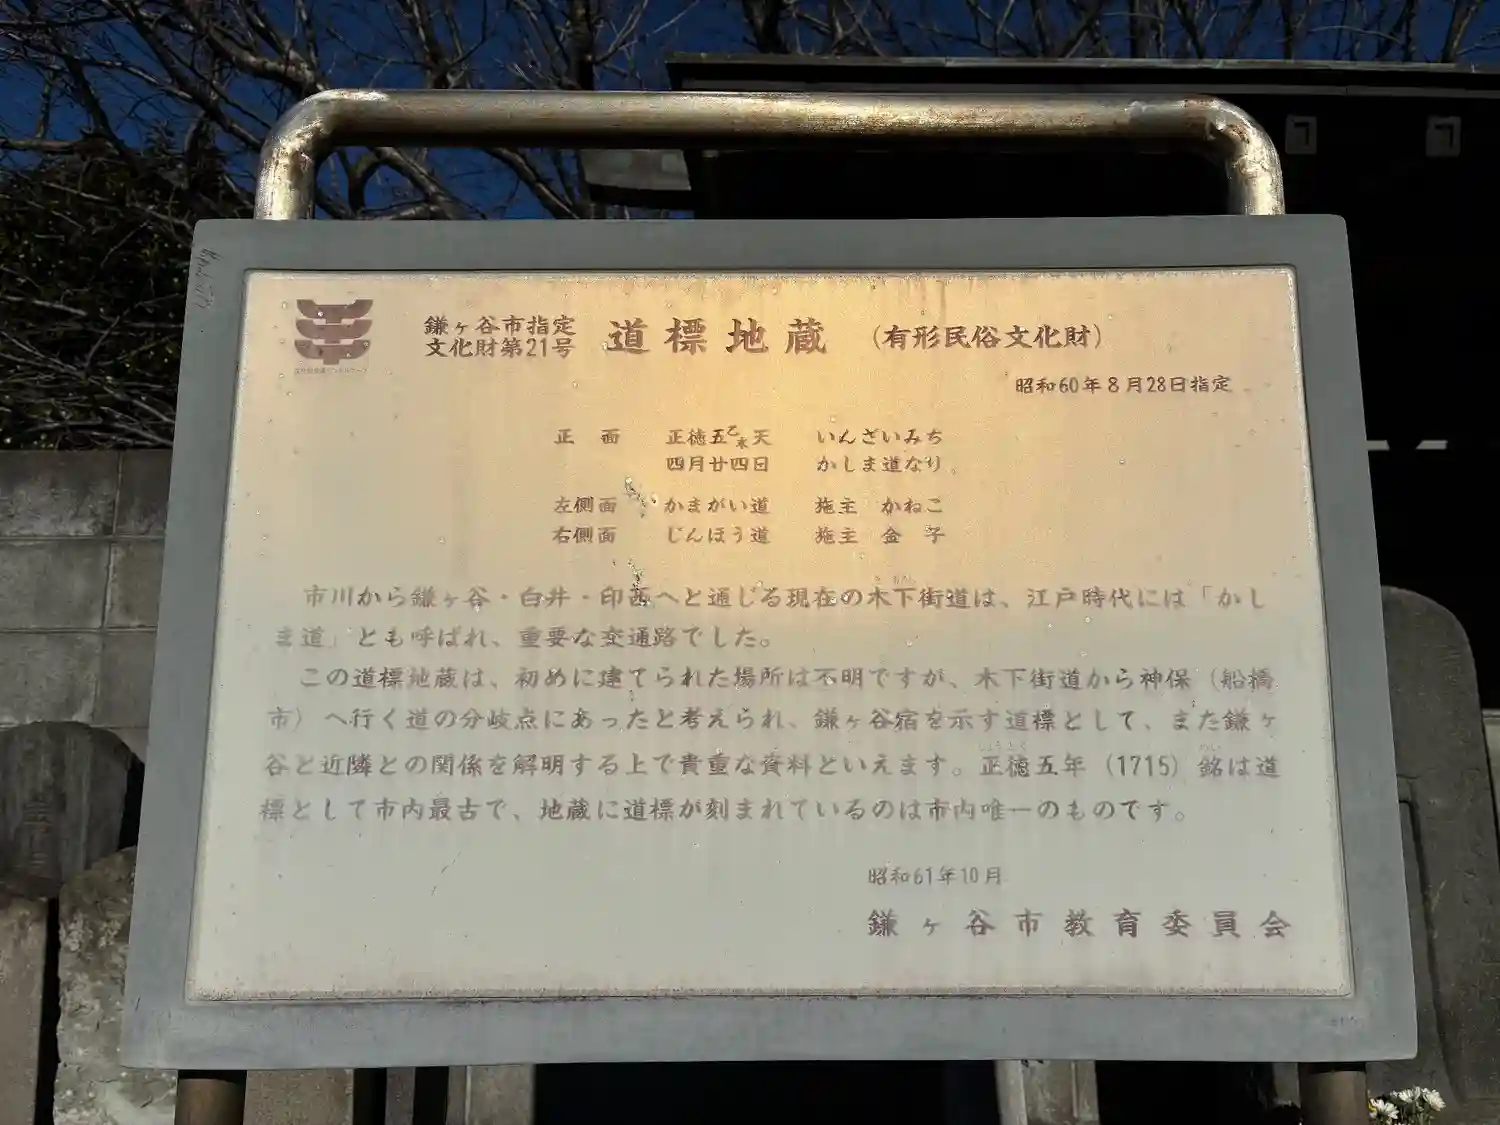 鎌ヶ谷市指定
文化財第21号
道標地蔵
（有形民俗文化財）
昭和60年8月28日指定
正　面　正徳五乙未天　いんざいみち
四月廿四日　かしま道なり
左側面　かまがい道　施主　かねこ
右側面　じんほう道　施主　金　子
市川から鎌ヶ谷・白井・印西へと通じる現在の木下街道は、江戸時代には「かし
ま道」とも呼ばれ、重要な交通路でした。
この道標地蔵は、初めに建てられた場所は不明ですが、木下街道から神保（船橋
市）へ行く道の分岐点にあったと考えられ、鎌ヶ谷宿を示す道標として、また鎌ヶ
谷と近隣との関係を解明する上で貴重な資料といえます。正徳五年（1715）銘は道
標として市内最古で、地蔵に道標が刻まれているのは市内唯一のものです。
昭和61年10月
鎌ヶ谷市教育委員会